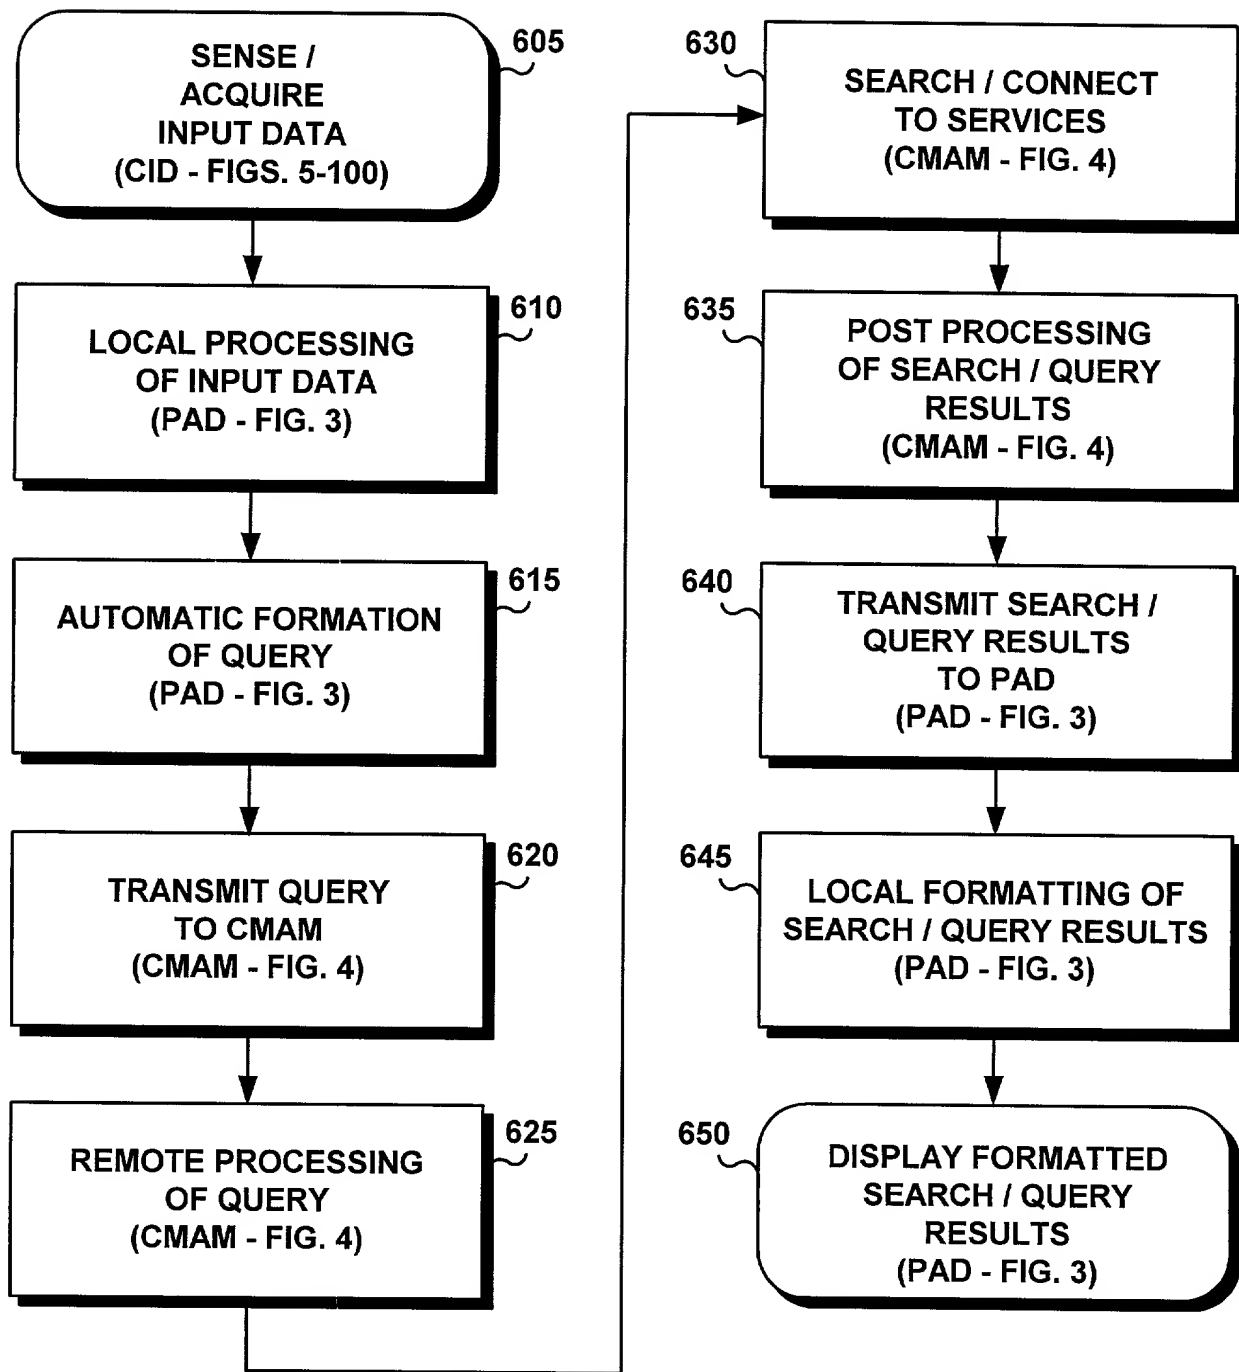 605
SENSE /
ACQUIRE
INPUT DATA
(CID - FIGS. 5-100)
610
LOCAL PROCESSING
OF INPUT DATA
(PAD - FIG. 3)
615
AUTOMATIC FORMATION
OF QUERY
(PAD - FIG. 3)
620
TRANSMIT QUERY
TO CMAM
(CMAM - FIG. 4)
625
REMOTE PROCESSING
OF QUERY
(CMAM - FIG. 4)
630
SEARCH / CONNECT
TO SERVICES
(CMAM - FIG. 4)
635
POST PROCESSING
OF SEARCH / QUERY
RESULTS
(CMAM - FIG. 4)
640
TRANSMIT SEARCH /
QUERY RESULTS
TO PAD
(PAD - FIG. 3)
645
LOCAL FORMATTING OF
SEARCH / QUERY RESULTS
(PAD - FIG. 3)
650
DISPLAY FORMATTED
SEARCH / QUERY
RESULTS
(PAD - FIG. 3)